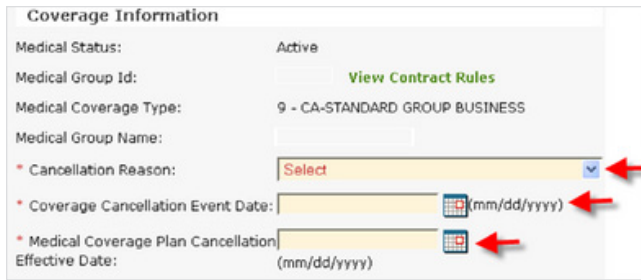 Coverage Information
Medical Status: Active
Medical Group Id: View Contract Rules
Medical Coverage Type: 9 - CA-STANDARD GROUP BUSINESS
Medical Group Name:
* Cancellation Reason: Select
* Coverage Cancellation Event Date: (mm/dd/yyyy)
* Medical Coverage Plan Cancellation
Effective Date: (mm/dd/yyyy)